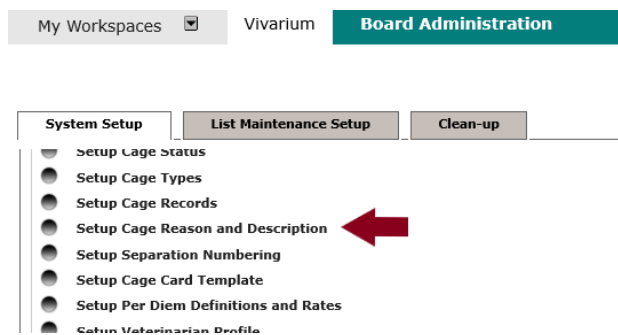 My Workspaces Vivarium Board Administration
System Setup List Maintenance Setup Clean-up
Setup Cage Status
Setup Cage Types
Setup Cage Records
Setup Cage Reason and Description
Setup Separation Numbering
Setup Cage Card Template
Setup Per Diem Definitions and Rates
Setup Veterinarian Profile